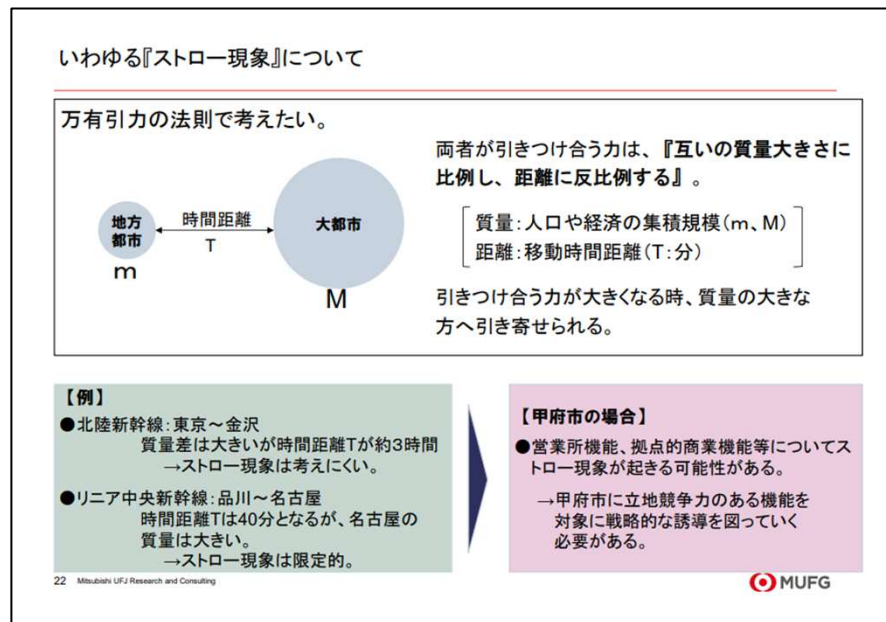 いわゆる『ストロー現象』について
万有引力の法則で考えたい。
地方
都市
m
時間距離
T
大都市
M
両者が引きつけ合う力は、『互いの質量大きさに
比例し、距離に反比例する』。
質量:人口や経済の集積規模(m、M)
距離:移動時間距離(T:分)
引きつけ合う力が大きくなる時、質量の大きな
方へ引き寄せられる。
【例】
●北陸新幹線:東京～金沢
質量差は大きいが時間距離Tが約3時間
→ストロー現象は考えにくい。
●リニア中央新幹線:品川～名古屋
時間距離Tは40分となるが、名古屋の
質量は大きい。
→ストロー現象は限定的。
【甲府市の場合】
●営業所機能、拠点的商業機能等についてス
トロー現象が起きる可能性がある。
→甲府市に立地競争力のある機能を
対象に戦略的な誘導を図っていく
必要がある。
22 Mitsubishi UFJ Research and Consulting
MUFG